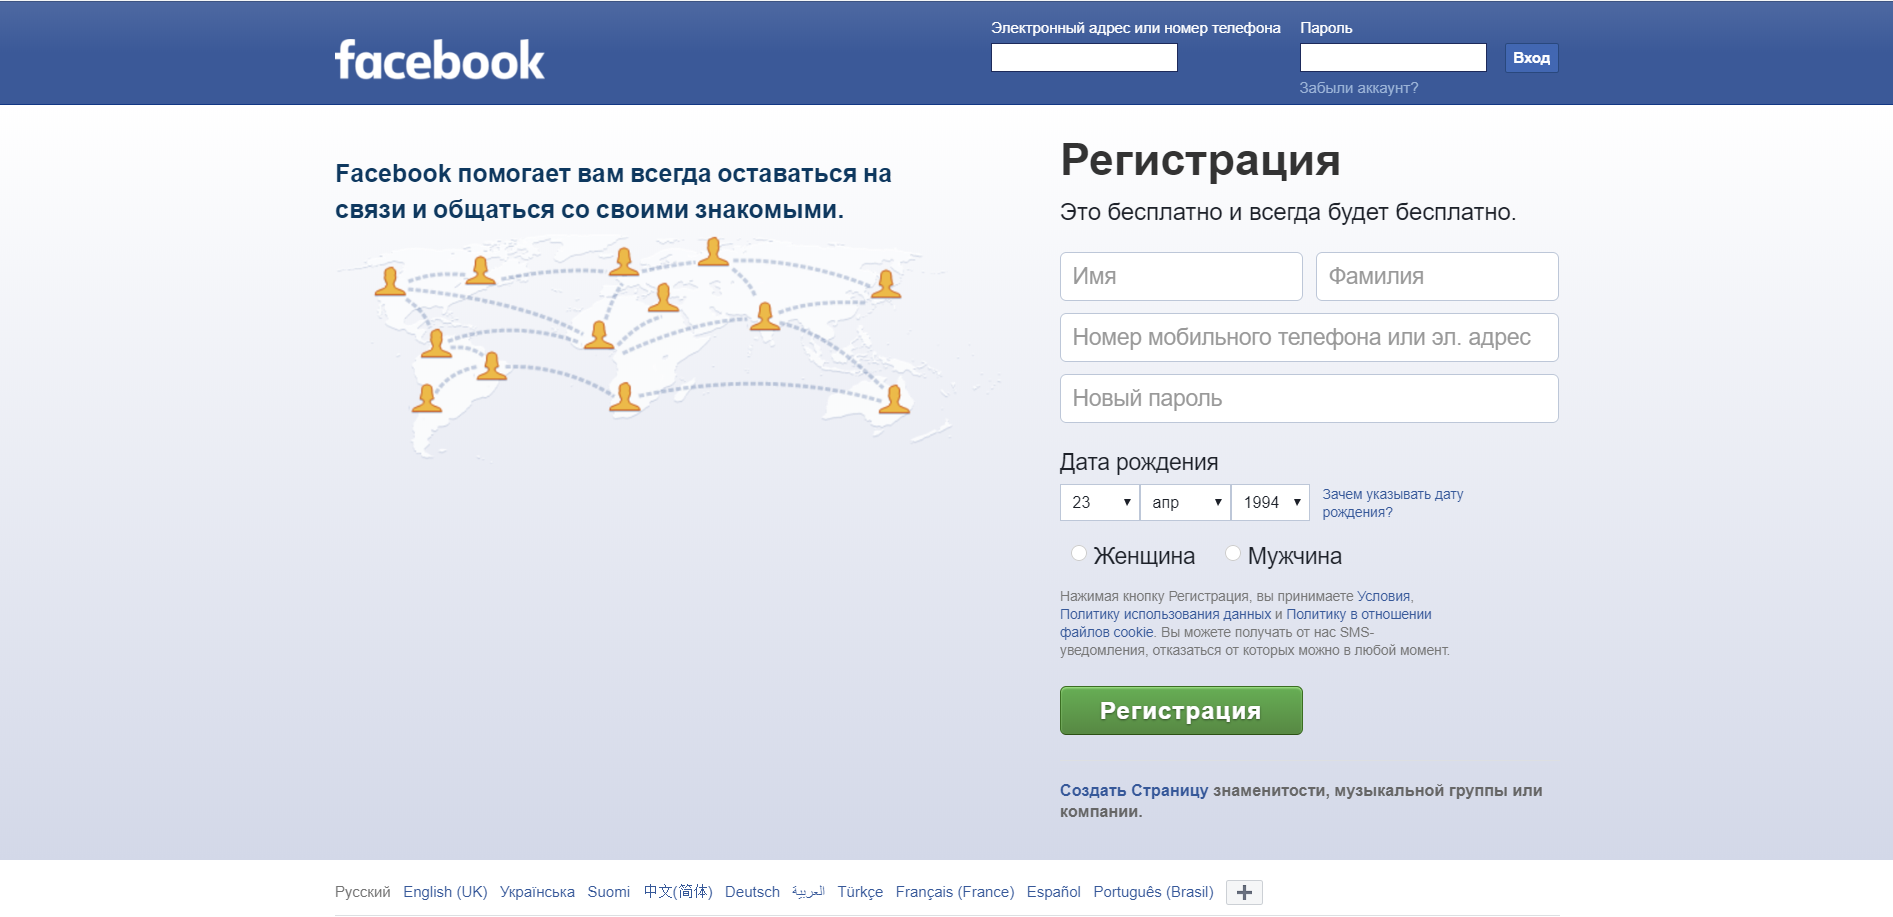 facebook
Электронный адрес или номер телефона
Пароль
Вход
Забыли аккаунт?
Facebook помогает вам всегда оставаться на
связи и общаться со своими знакомыми.
Регистрация
Это бесплатно и всегда будет бесплатно.
Имя
Фамилия
Номер мобильного телефона или эл. адрес
Новый пароль
Дата рождения
23 апр 1994
Зачем указывать дату
рождения?
Женщина Мужчина
Нажимая кнопку Регистрация, вы принимаете Условия,
Политику использования данных и Политику в отношении
файлов cookie. Вы можете получать от нас SMS-
уведомления, отказаться от которых можно в любой момент.
Регистрация
Создать Страницу знаменитости, музыкальной группы или
компании.
Русский English (UK) Українська Suomi 中文(简体) Deutsch العربية Türkçe Français (France) Español Português (Brasil) +